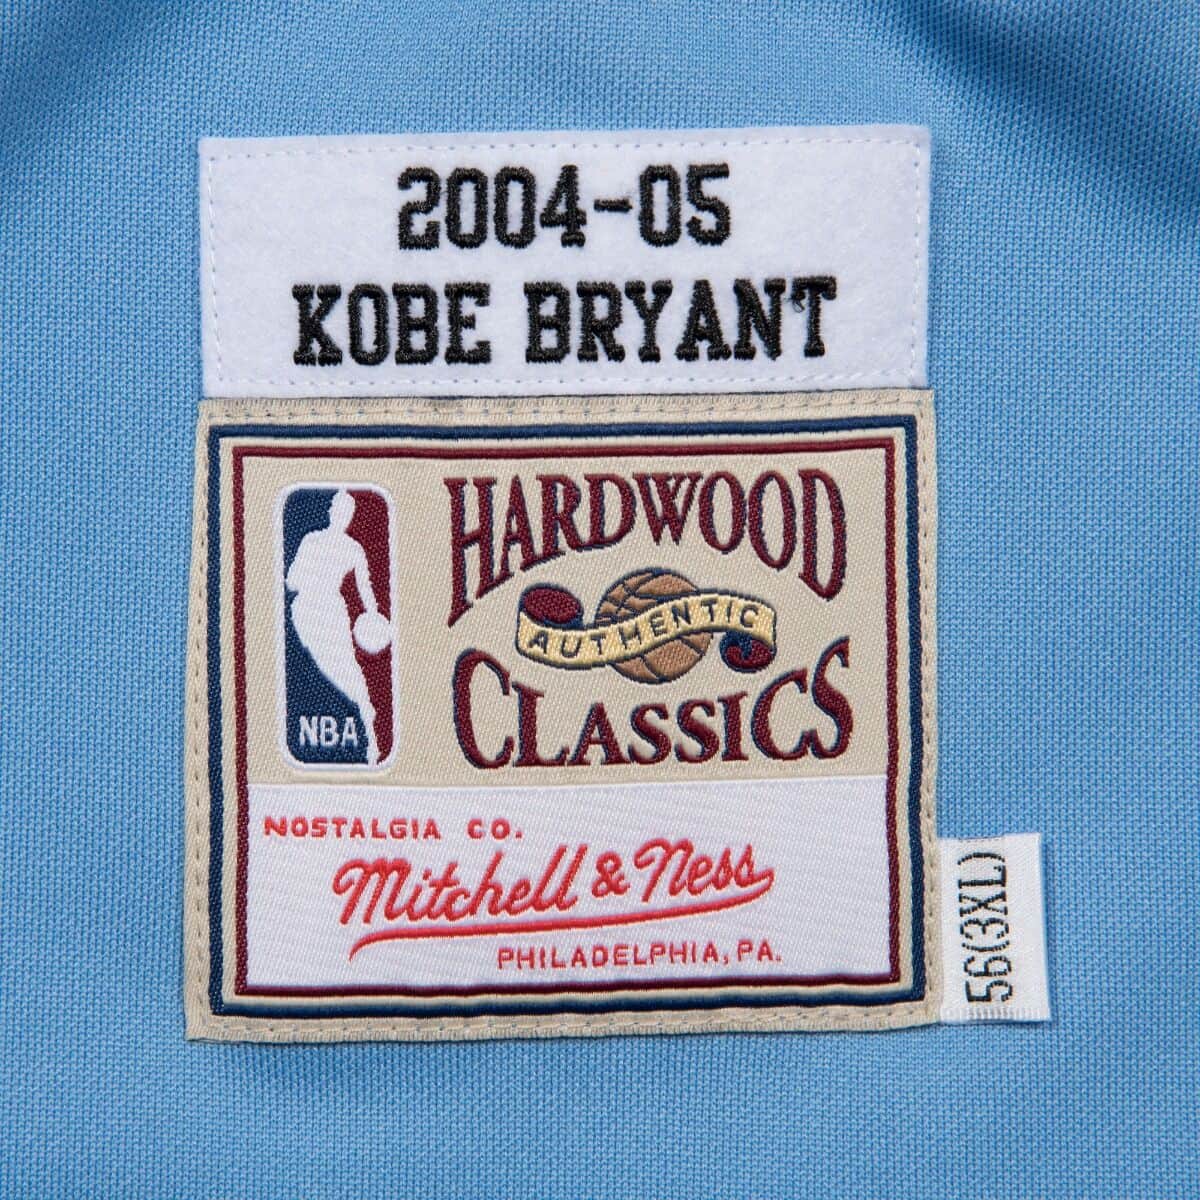 2004-05
KOBE BRYANT
HARDWOOD
AUTHENTIC
CLASSICS
NBA
NOSTALGIA CO.
Mitchell & Ness
PHILADELPHIA, PA.
56(3XL)